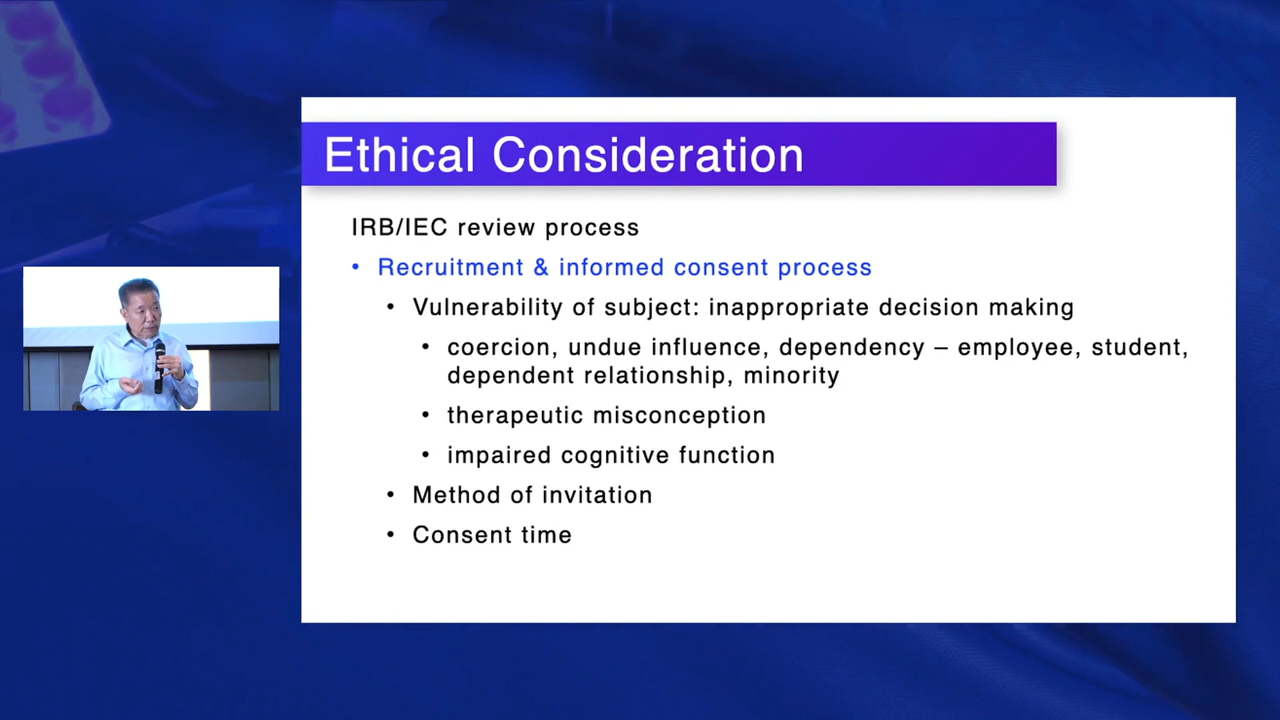 Ethical Consideration
IRB/IEC review process
• Recruitment & informed consent process
• Vulnerability of subject: inappropriate decision making
• coercion, undue influence, dependency – employee, student,
dependent relationship, minority
• therapeutic misconception
• impaired cognitive function
• Method of invitation
• Consent time